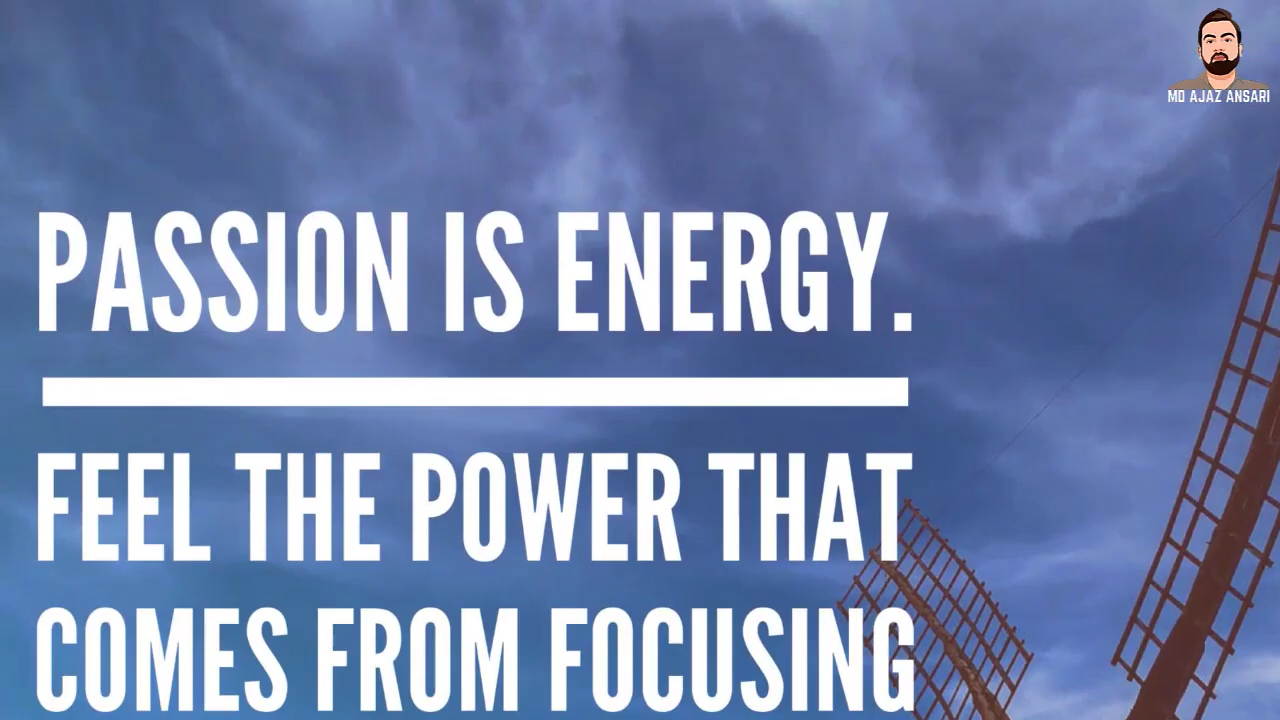 MD AJAZ ANSARI
PASSION IS ENERGY.
FEEL THE POWER THAT
COMES FROM FOCUSING